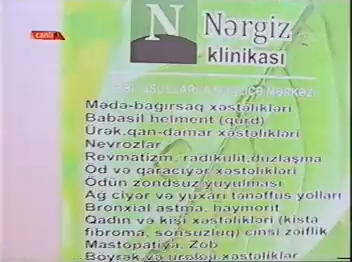 N
Nərgiz
canlı
klinikası
Mədə-bağırsaq xəstəlikləri
Babasil helment (qurd)
Ürək,qan-damar xəstəlikləri
Nevrozlar
Revmatizm, radikulit,duzlaşma
Öd və qaraciyər xəstəlikləri
Ödün zondsuz yuyulması
Ağ ciyər və yuxarı tənəffüs yolları
Bronxial astma, haymorit
Qadın və kişi xəstəlikləri (kista
fibroma, sonsuzluq) cinsi zəiflik
Mastopatiya, Zob
Böyrək və uroloji xəstəliklər